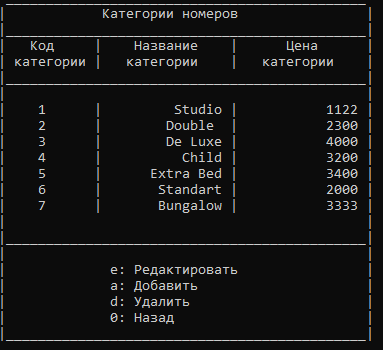 Категории номеров
Код | Название | Цена
категории | категории | категории
1 | Studio | 1122
2 | Double | 2300
3 | De Luxe | 4000
4 | Child | 3200
5 | Extra Bed | 3400
6 | Standart | 2000
7 | Bungalow | 3333
e: Редактировать
a: Добавить
d: Удалить
0: Назад